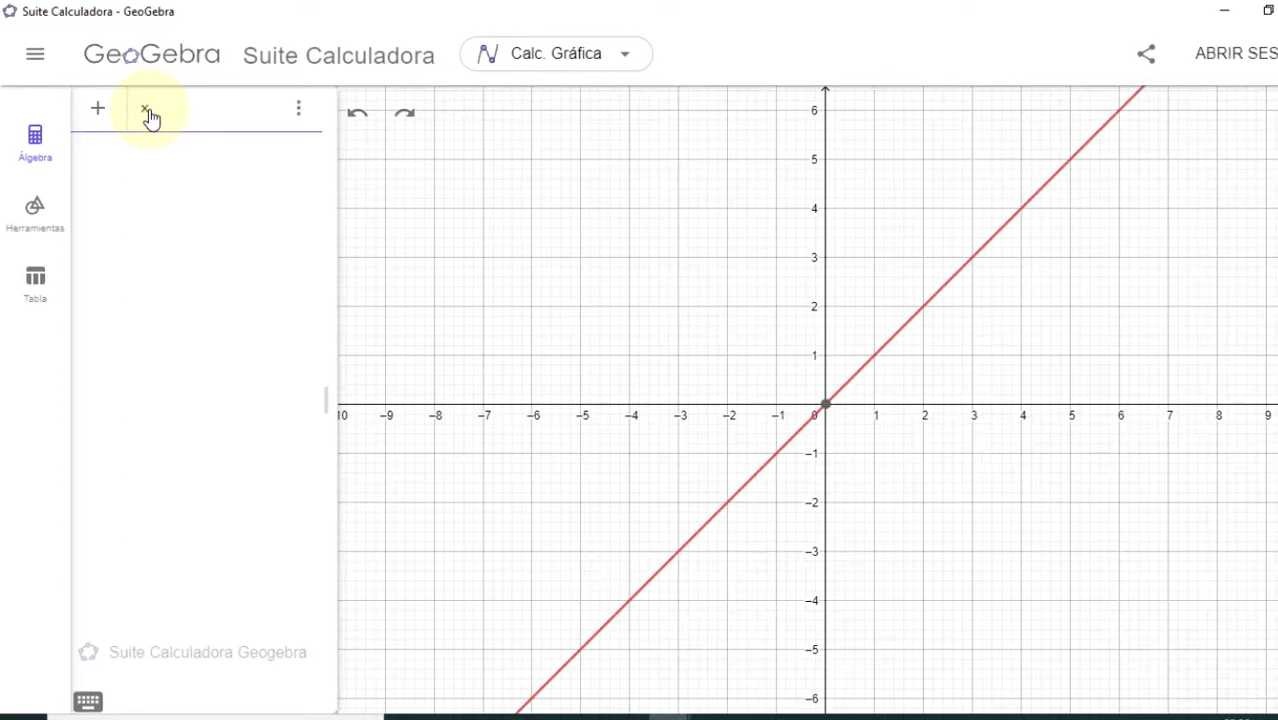 Suite Calculadora - GeoGebra
GeoGebra Suite Calculadora Calc. Gráfica ABRIR SES
+ x
Álgebra
Herramientas
Tabla
6
5
4
3
2
1
10 −9 −8 −7 −6 −5 −4 −3 −2 −1 0 1 2 3 4 5 6 7 8 9
−1
−2
−3
−4
−5
−6
Suite Calculadora Geogebra